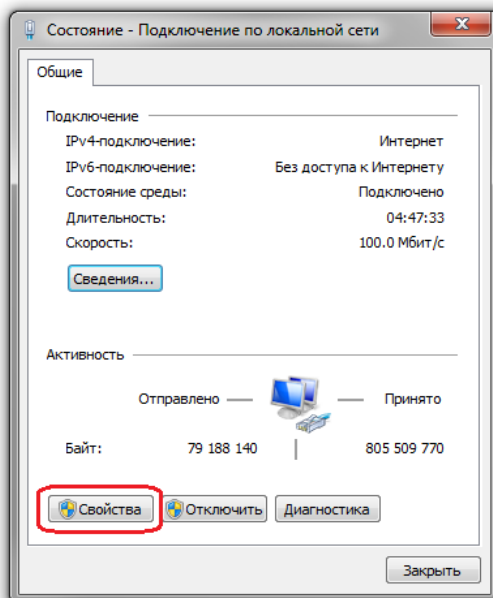 Состояние - Подключение по локальной сети
Общие
Подключение
IPv4-подключение: Интернет
IPv6-подключение: Без доступа к Интернету
Состояние среды: Подключено
Длительность: 04:47:33
Скорость: 100.0 Мбит/с
Сведения...
Активность
Отправлено Принято
Байт: 79 188 140 805 509 770
Свойства Отключить Диагностика
Закрыть